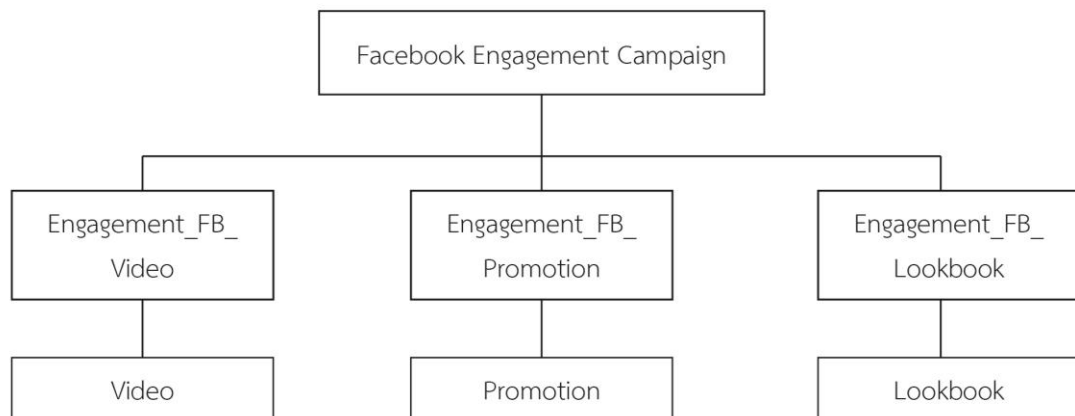 Facebook Engagement Campaign
Engagement_FB_
Video
Engagement_FB_
Promotion
Engagement_FB_
Lookbook
Video
Promotion
Lookbook